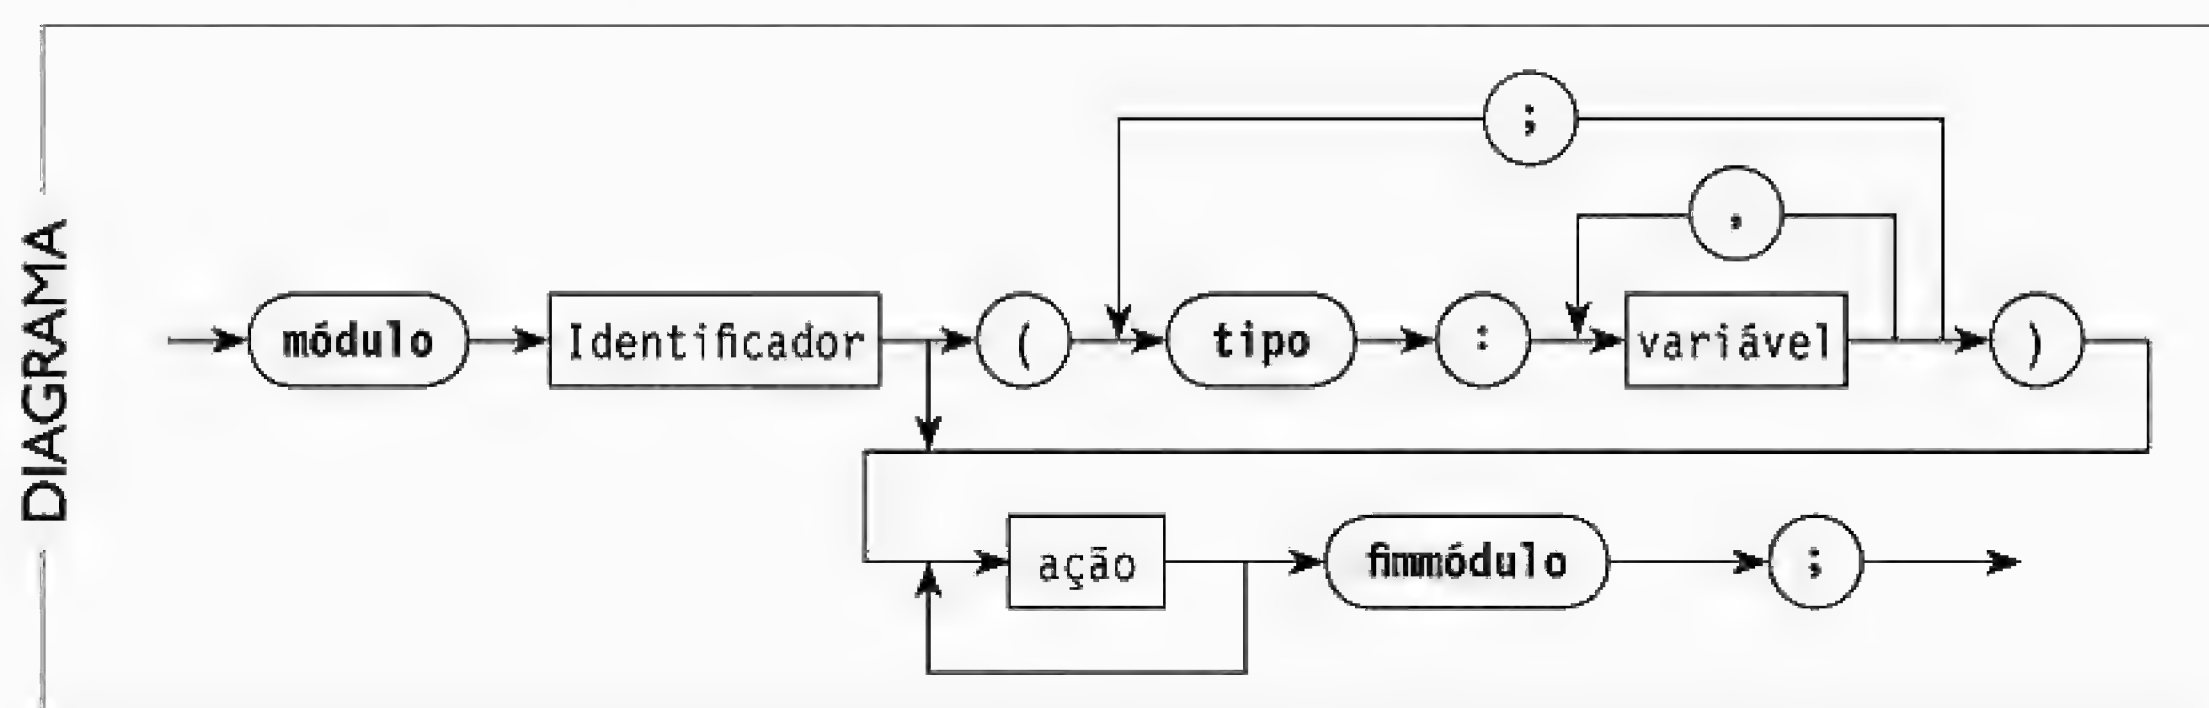 DIAGRAMA
;
,
módulo Identificador ( tipo : variável )
ação fimmódulo ;